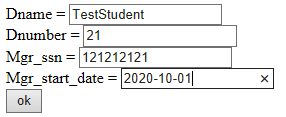 Dname = TestStudent
Dnumber = 21
Mgr_ssn = 121212121
Mgr_start_date = 2020-10-01 ×
ok